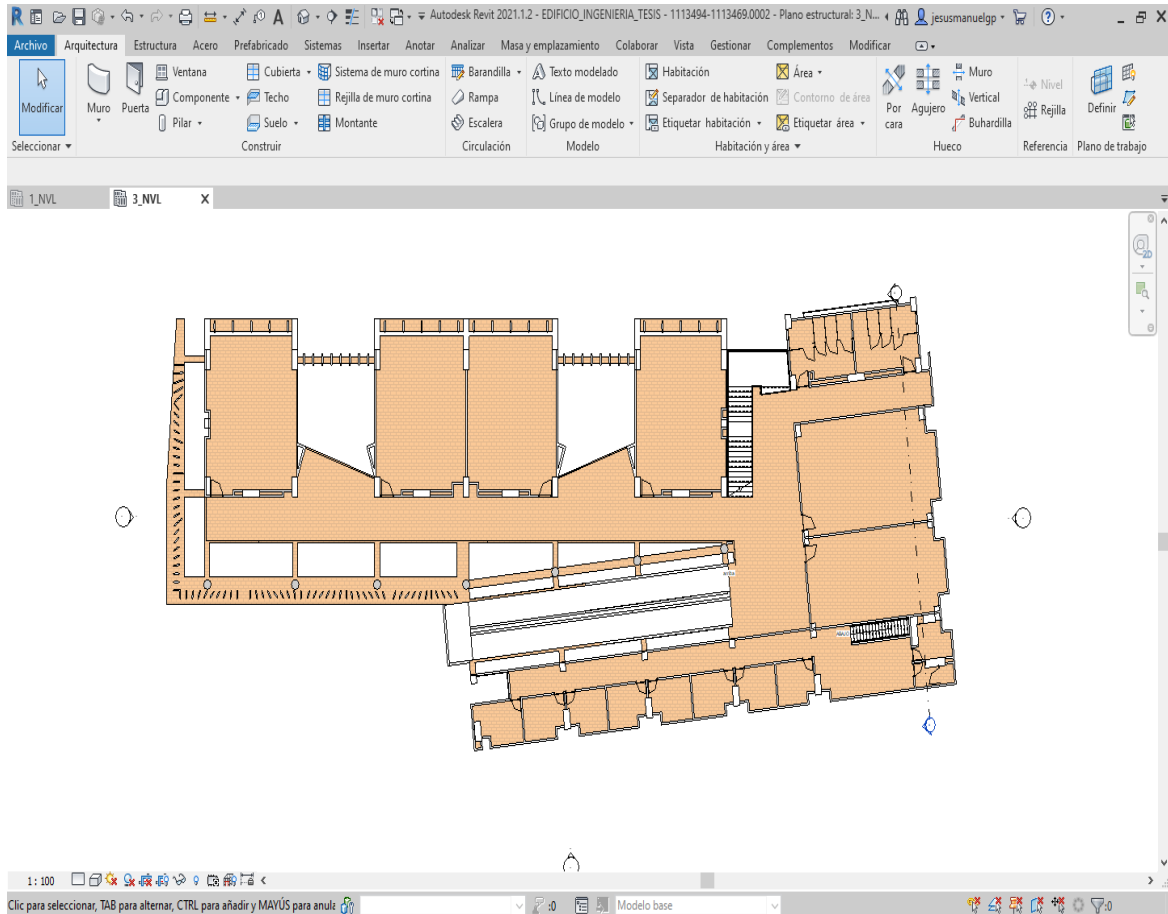 Autodesk Revit 2021.1.2 - EDIFICIO_INGENIERIA_TESIS - 1113494-1113469.0002 - Plano estructural: 3_N... jesusmanuelgp
Archivo Arquitectura Estructura Acero Prefabricado Sistemas Insertar Anotar Analizar Masa y emplazamiento Colaborar Vista Gestionar Complementos Modificar
Ventana Cubierta Sistema de muro cortina Barandilla Texto modelado Habitación Área Muro Nivel
Modificar Muro Puerta Componente Techo Rejilla de muro cortina Rampa Línea de modelo Separador de habitación Contorno de área Por cara Agujero Vertical Rejilla Definir
Pilar Suelo Montante Escalera Grupo de modelo Etiquetar habitación Etiquetar área Buhardilla
Seleccionar Construir Circulación Modelo Habitación y área Hueco Referencia Plano de trabajo
1_NVL 3_NVL X
2D
1 : 100
Clic para seleccionar, TAB para alternar, CTRL para añadir y MAYÚS para anula :0 Modelo base :0